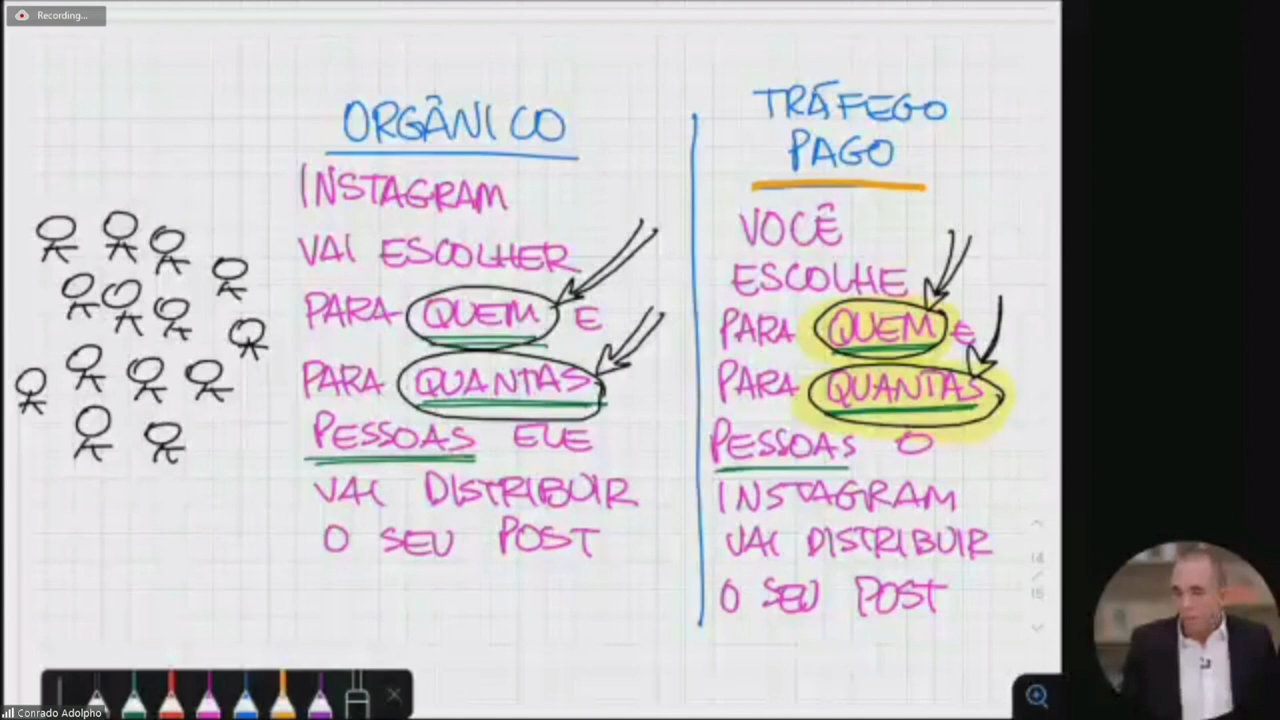 Recording...
ORGÂNICO
INSTAGRAM
VAI ESCOLHER
PARA QUEM E
PARA QUANTAS
PESSOAS ELE
VAI DISTRIBUIR
O SEU POST
TRÁFEGO
PAGO
VOCÊ
ESCOLHE
PARA QUEM E
PARA QUANTAS
PESSOAS O
INSTAGRAM
VAI DISTRIBUIR
O SEU POST
14
/
Conrado Adolpho